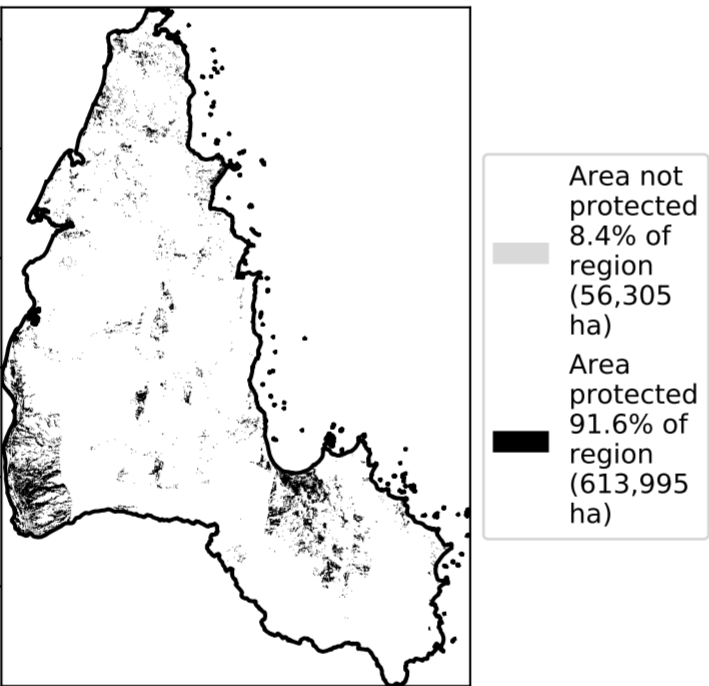 Area not
protected
8.4% of
region
(56,305
ha)
Area
protected
91.6% of
region
(613,995
ha)